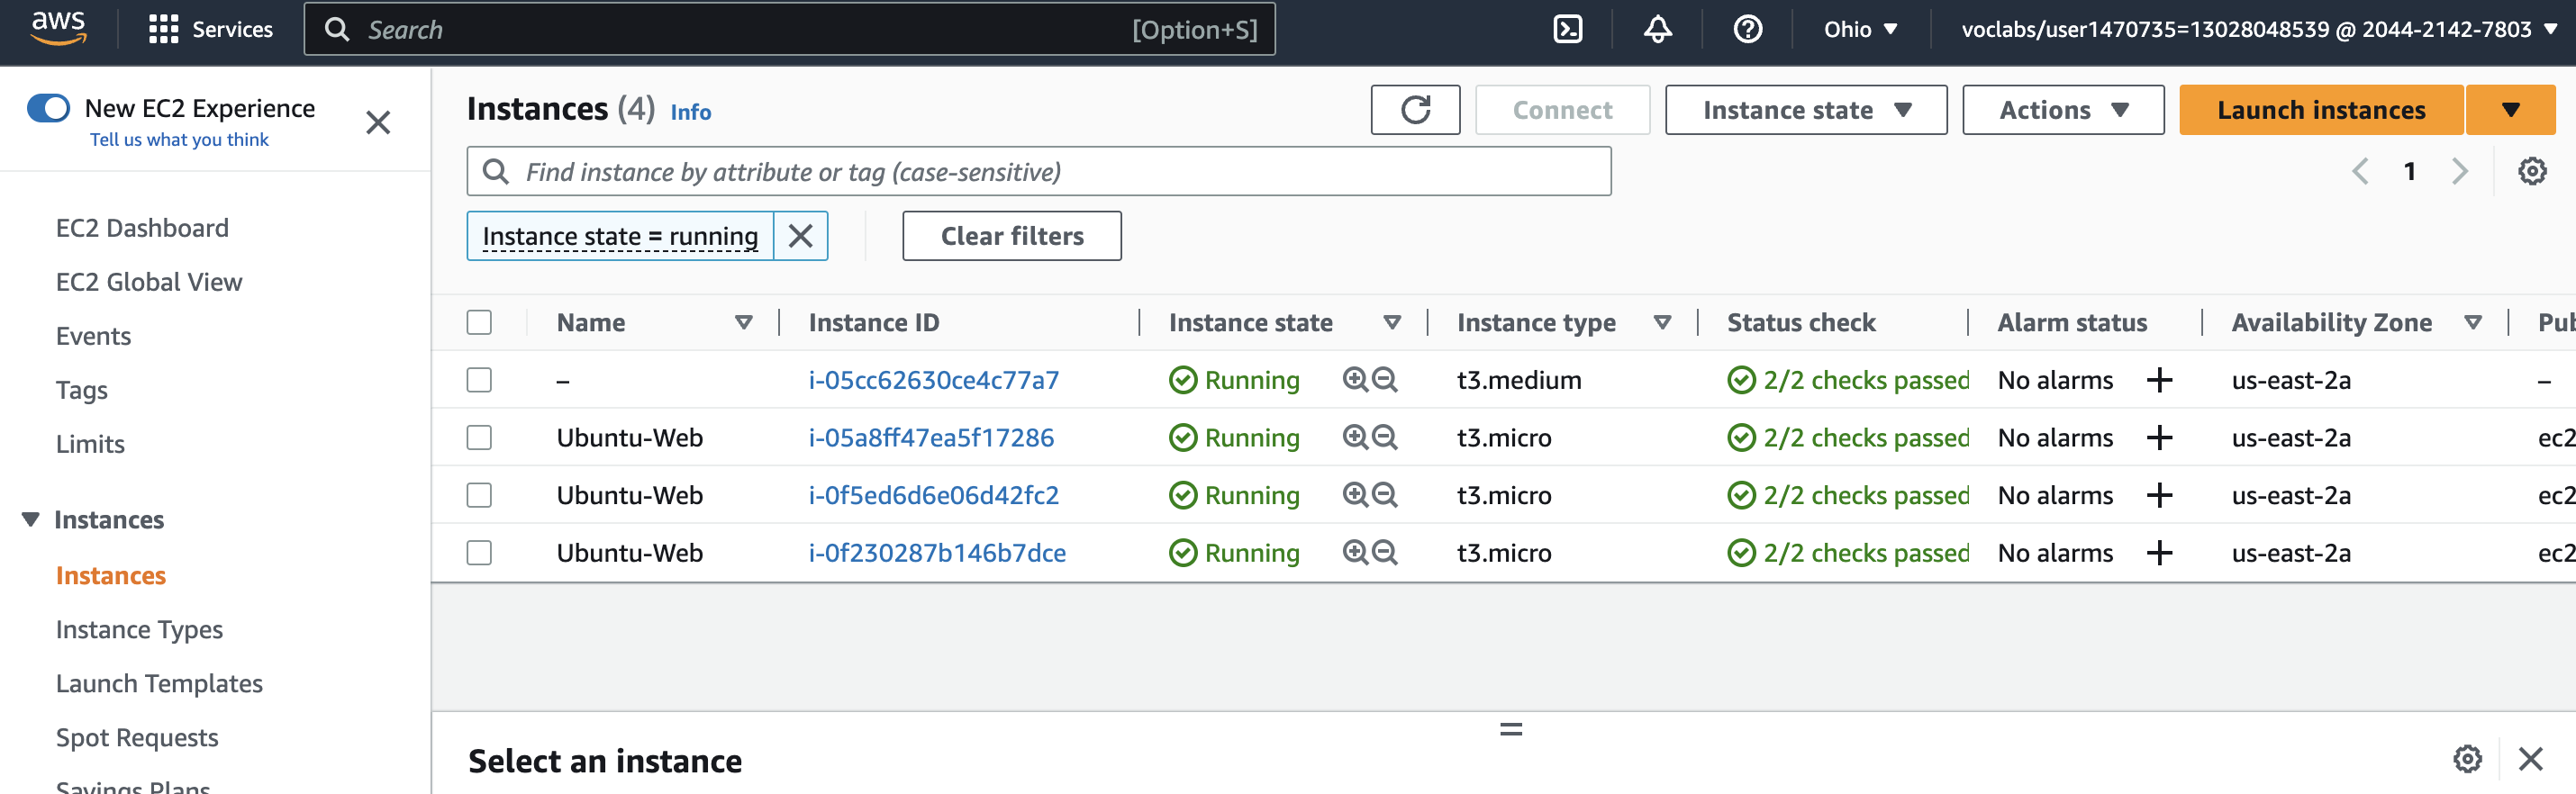 aws Services Search [Option+S] Ohio voclabs/user1470735=13028048539 @ 2044-2142-7803
New EC2 Experience
Tell us what you think
EC2 Dashboard
EC2 Global View
Events
Tags
Limits
Instances
Instances
Instance Types
Launch Templates
Spot Requests
Savings Plans
Instances (4) Info Connect Instance state Actions Launch instances
Find instance by attribute or tag (case-sensitive) 1
Instance state = running Clear filters
Name Instance ID Instance state Instance type Status check Alarm status Availability Zone Pub
– i-05cc62630ce4c77a7 Running t3.medium 2/2 checks passed No alarms + us-east-2a –
Ubuntu-Web i-05a8ff47ea5f17286 Running t3.micro 2/2 checks passed No alarms + us-east-2a ec2
Ubuntu-Web i-0f5ed6d6e06d42fc2 Running t3.micro 2/2 checks passed No alarms + us-east-2a ec2
Ubuntu-Web i-0f230287b146b7dce Running t3.micro 2/2 checks passed No alarms + us-east-2a ec2
Select an instance